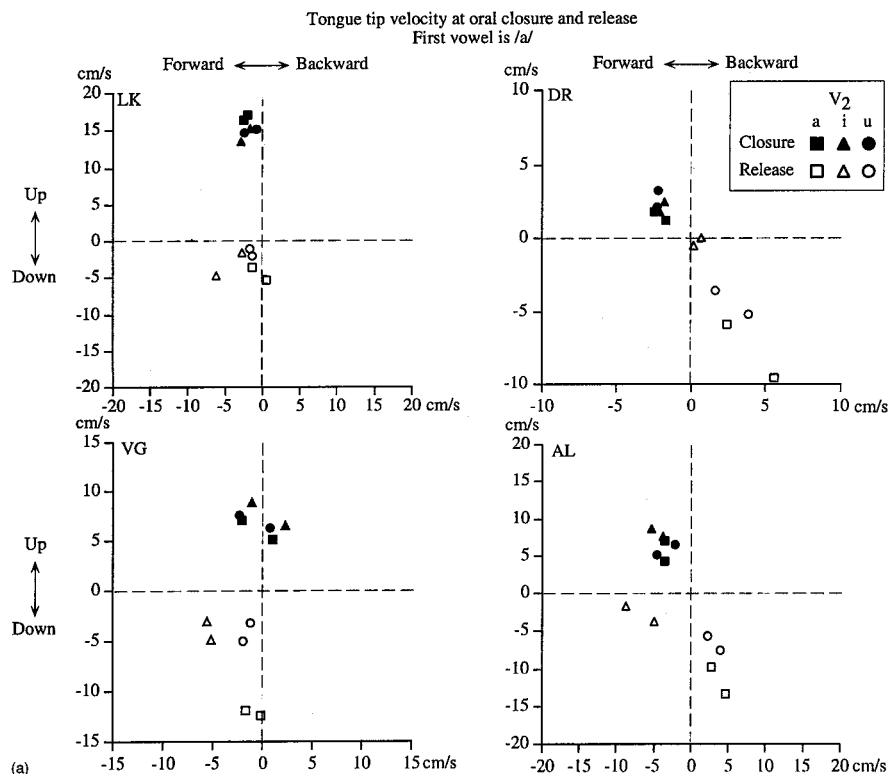 Tongue tip velocity at oral closure and release
First vowel is /a/
Forward Backward
cm/s
LK
20
15
10
5
0
-5
-10
-15
-20
-20 -15 -10 -5 0 5 10 15 20 cm/s
Up
Down
Forward Backward
cm/s
DR
10
5
0
-5
-10
-10 -5 0 5 10 cm/s
V2
a i u
Closure
Release
cm/s
VG
15
10
5
0
-5
-10
-15
-15 -10 -5 0 5 10 15 cm/s
Up
Down
cm/s
AL
20
15
10
5
0
-5
-10
-15
-20
-20 -15 -10 -5 0 5 10 15 20 cm/s
(a)